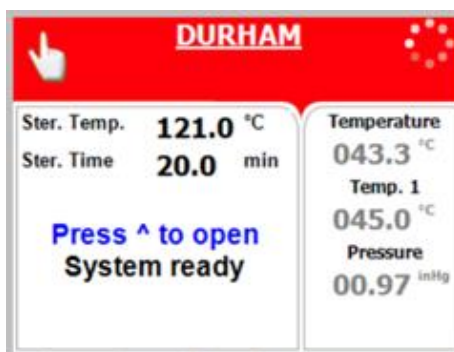 DURHAM
Ster. Temp. 121.0 °C
Ster. Time 20.0 min
Press ^ to open
System ready
Temperature
043.3 °C
Temp. 1
045.0 °C
Pressure
00.97 inHg